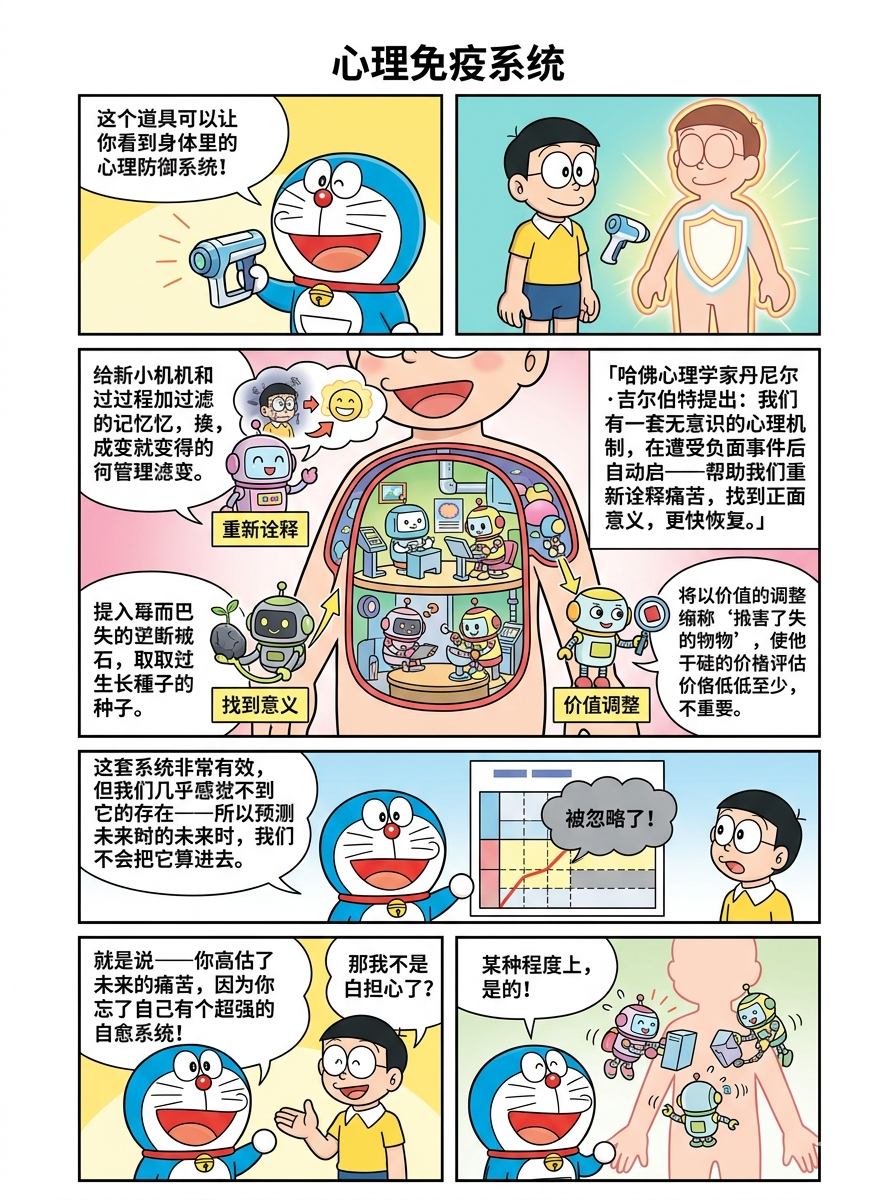 心理免疫系统
这个道具可以让
你看到身体里的
心理防御系统！
给新小机机和
过过程加过滤
的记忆忆，换，
成变就变得的
何管理滤变。
重新诠释
「哈佛心理学家丹尼尔
·吉尔伯特提出：我们
有一套无意识的心理机
制，在遭受负面事件后
自动启——帮助我们重
新诠释痛苦，找到正面
意义，更快恢复。」
提入辱而巴
失的逆断披
石，取取过
生长種子的
种子。
找到意义
价值调整
将以价值的调整
缩称‘报害了失
的物物’，使他
干硅的价格评估
价格低低至少，
不重要。
这套系统非常有效，
但我们几乎感觉不到
它的存在——所以预测
未来时的未来时，我们
不会把它算进去。
被忽略了！
就是说——你高估了
未来的痛苦，因为你
忘了自己有个超强的
自愈系统！
那我不是
白担心了？
某种程度上，
是的！